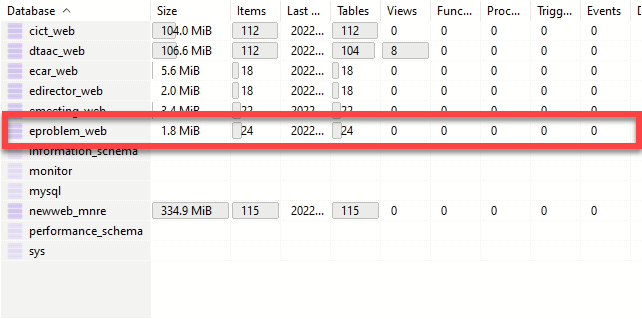 Database Size Items Last ... Tables Views Func... Proc... Trigg... Events D
cict_web 104.0 MiB 112 2022... 112 0 0 0 0 0
dtaac_web 106.6 MiB 112 2022... 104 8 0 0 0 0
ecar_web 5.6 MiB 18 2022... 18 0 0 0 0 0
edirector_web 2.0 MiB 18 2022... 18 0 0 0 0 0
emeeting_web 3.4 MiB 22 2022... 22 0 0 0 0 0
eproblem_web 1.8 MiB 24 2022... 24 0 0 0 0 0
information_schema
monitor
mysql
newweb_mnre 334.9 MiB 115 2022... 115 0 0 0 0 0
performance_schema
sys